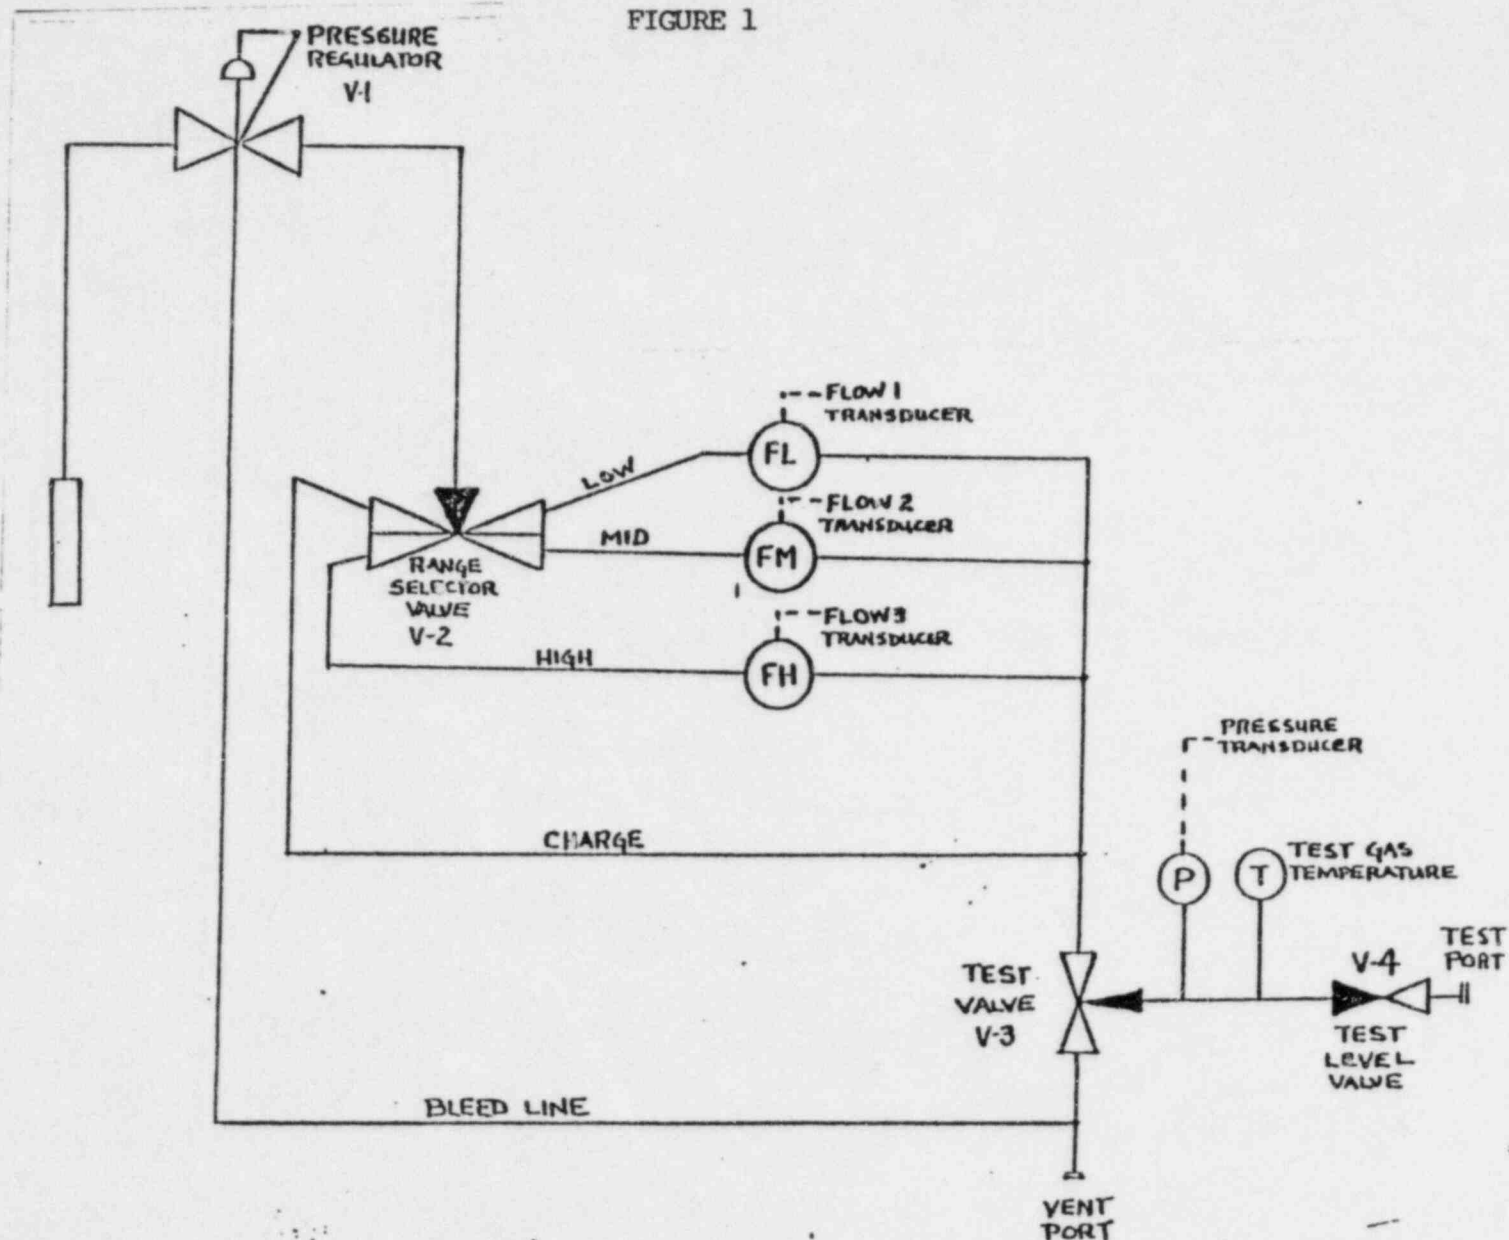 FIGURE 1
PRESSURE
REGULATOR
V-1
FLOW 1
TRANSDUCER
FL
LOW
FLOW 2
TRANSDUCER
MID
FM
RANGE
SELECTOR
VALVE
V-2
FLOW 3
TRANSDUCER
HIGH
FH
PRESSURE
TRANSDUCER
CHARGE
P
T
TEST GAS
TEMPERATURE
TEST
VALVE
V-3
V-4
TEST
PORT
TEST
LEVEL
VALVE
BLEED LINE
VENT
PORT